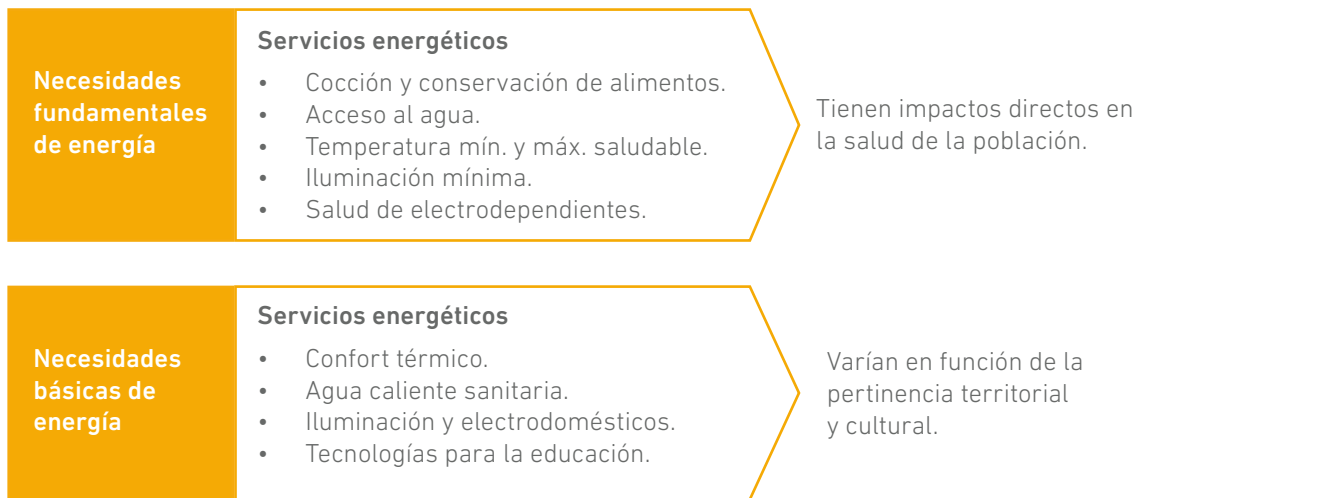 Necesidades
fundamentales
de energía
Servicios energéticos
• Cocción y conservación de alimentos.
• Acceso al agua.
• Temperatura mín. y máx. saludable.
• Iluminación mínima.
• Salud de electrodependientes.
Tienen impactos directos en
la salud de la población.
Necesidades
básicas de
energía
Servicios energéticos
• Confort térmico.
• Agua caliente sanitaria.
• Iluminación y electrodomésticos.
• Tecnologías para la educación.
Varían en función de la
pertinencia territorial
y cultural.